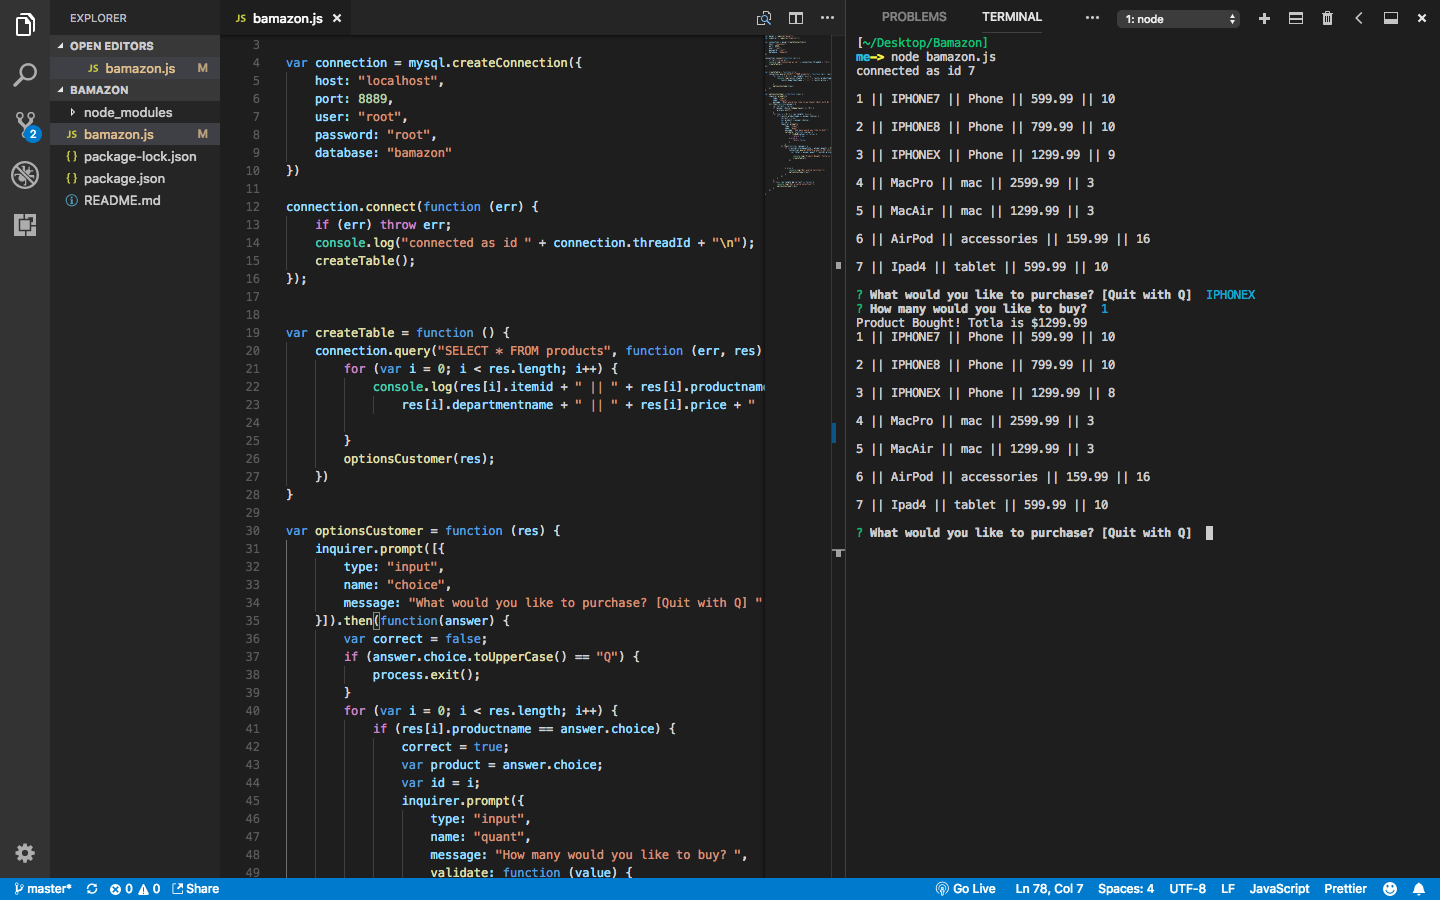 EXPLORER
OPEN EDITORS
JS bamazon.js M
BAMAZON
node_modules
JS bamazon.js M
{} package-lock.json
{} package.json
README.md
2
JS bamazon.js ×
3
4 var connection = mysql.createConnection({
5 host: "localhost",
6 port: 8889,
7 user: "root",
8 password: "root",
9 database: "bamazon"
10 })
11
12 connection.connect(function (err) {
13 if (err) throw err;
14 console.log("connected as id " + connection.threadId + "\n");
15 createTable();
16 });
17
18
19 var createTable = function () {
20 connection.query("SELECT * FROM products", function (err, res)
21 for (var i = 0; i < res.length; i++) {
22 console.log(res[i].itemid + " || " + res[i].productname
23 res[i].departmentname + " || " + res[i].price + "
24
25 }
26 optionsCustomer(res);
27 })
28 }
29
30 var optionsCustomer = function (res) {
31 inquirer.prompt([{
32 type: "input",
33 name: "choice",
34 message: "What would you like to purchase? [Quit with Q] "
35 }]).then(function(answer) {
36 var correct = false;
37 if (answer.choice.toUpperCase() == "Q") {
38 process.exit();
39 }
40 for (var i = 0; i < res.length; i++) {
41 if (res[i].productname == answer.choice) {
42 correct = true;
43 var product = answer.choice;
44 var id = i;
45 inquirer.prompt({
46 type: "input",
47 name: "quant",
48 message: "How many would you like to buy? ",
49 validate: function (value) {
PROBLEMS TERMINAL ••• 1: node
[~/Desktop/Bamazon]
me—> node bamazon.js
connected as id 7
1 || IPHONE7 || Phone || 599.99 || 10
2 || IPHONE8 || Phone || 799.99 || 10
3 || IPHONEX || Phone || 1299.99 || 9
4 || MacPro || mac || 2599.99 || 3
5 || MacAir || mac || 1299.99 || 3
6 || AirPod || accessories || 159.99 || 16
7 || Ipad4 || tablet || 599.99 || 10
? What would you like to purchase? [Quit with Q] IPHONEX
? How many would you like to buy? 1
Product Bought! Totla is $1299.99
1 || IPHONE7 || Phone || 599.99 || 10
2 || IPHONE8 || Phone || 799.99 || 10
3 || IPHONEX || Phone || 1299.99 || 8
4 || MacPro || mac || 2599.99 || 3
5 || MacAir || mac || 1299.99 || 3
6 || AirPod || accessories || 159.99 || 16
7 || Ipad4 || tablet || 599.99 || 10
? What would you like to purchase? [Quit with Q]
master* 0 0 Share Go Live Ln 78, Col 7 Spaces: 4 UTF-8 LF JavaScript Prettier